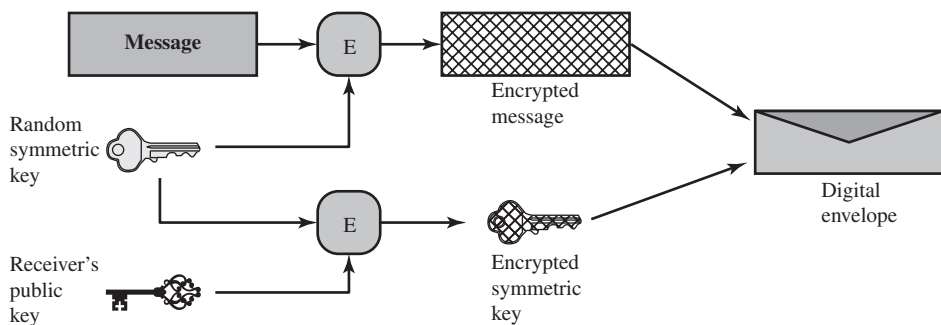 Message
E
Encrypted
message
Random
symmetric
key
Digital
envelope
E
Receiver's
public
key
Encrypted
symmetric
key